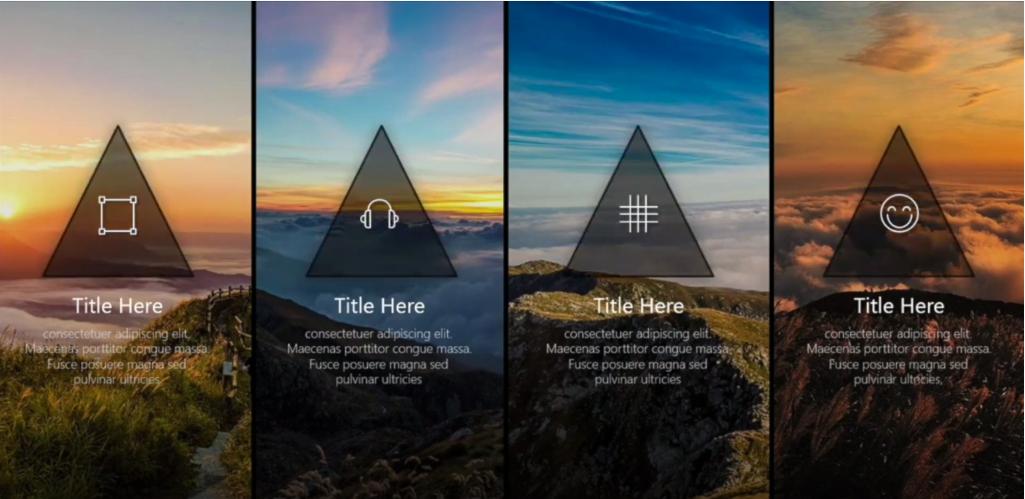 Title Here
consectetuer adipiscing elit.
Maecenas porttitor congue massa.
Fusce posuere magna sed
pulvinar ultricies
Title Here
consectetuer adipiscing elit.
Maecenas porttitor congue massa.
Fusce posuere magna sed
pulvinar ultricies
Title Here
consectetuer adipiscing elit.
Maecenas porttitor congue massa.
Fusce posuere magna sed
pulvinar ultricies
Title Here
consectetuer adipiscing elit.
Maecenas porttitor congue massa.
Fusce posuere magna sed
pulvinar ultricies,